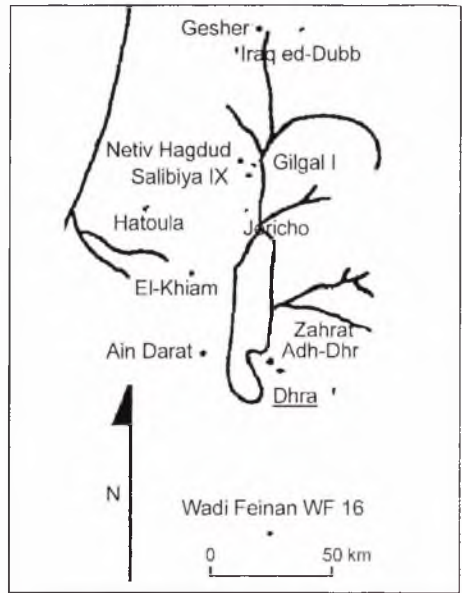 Gesher
Iraq ed-Dubb
Netiv Hagdud
Gilgal I
Salibiya IX
Hatoula
Jericho
El-Khiam
Zahrat
Adh-Dhr
Ain Darat
Dhra
N
Wadi Feinan WF 16
0 50 km